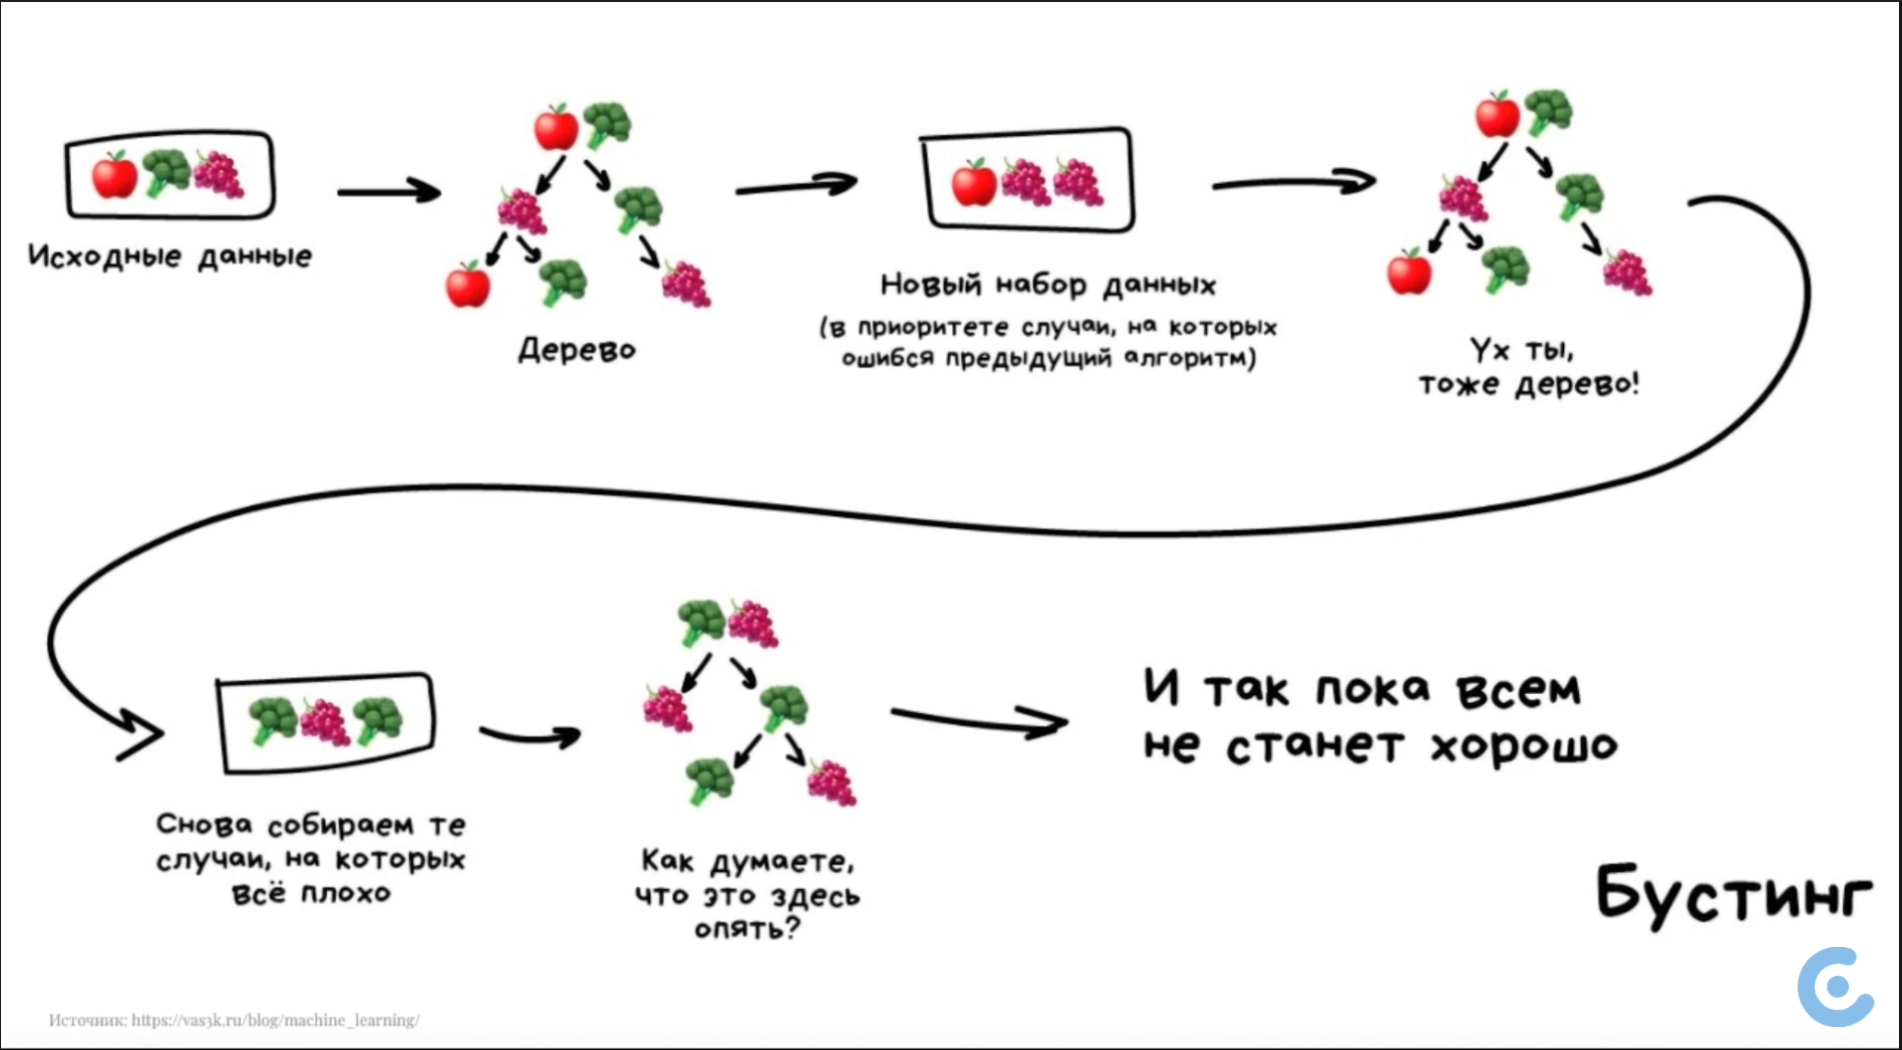 Исходные данные
Дерево
Новый набор данных
(в приоритете случаи, на которых
ошибся предыдущий алгоритм)
Ух ты,
тоже дерево!
Снова собираем те
случаи, на которых
всё плохо
Как думаете,
что это здесь
опять?
И так пока всем
не станет хорошо
Бустинг
Источник: https://vas3k.ru/blog/machine_learning/